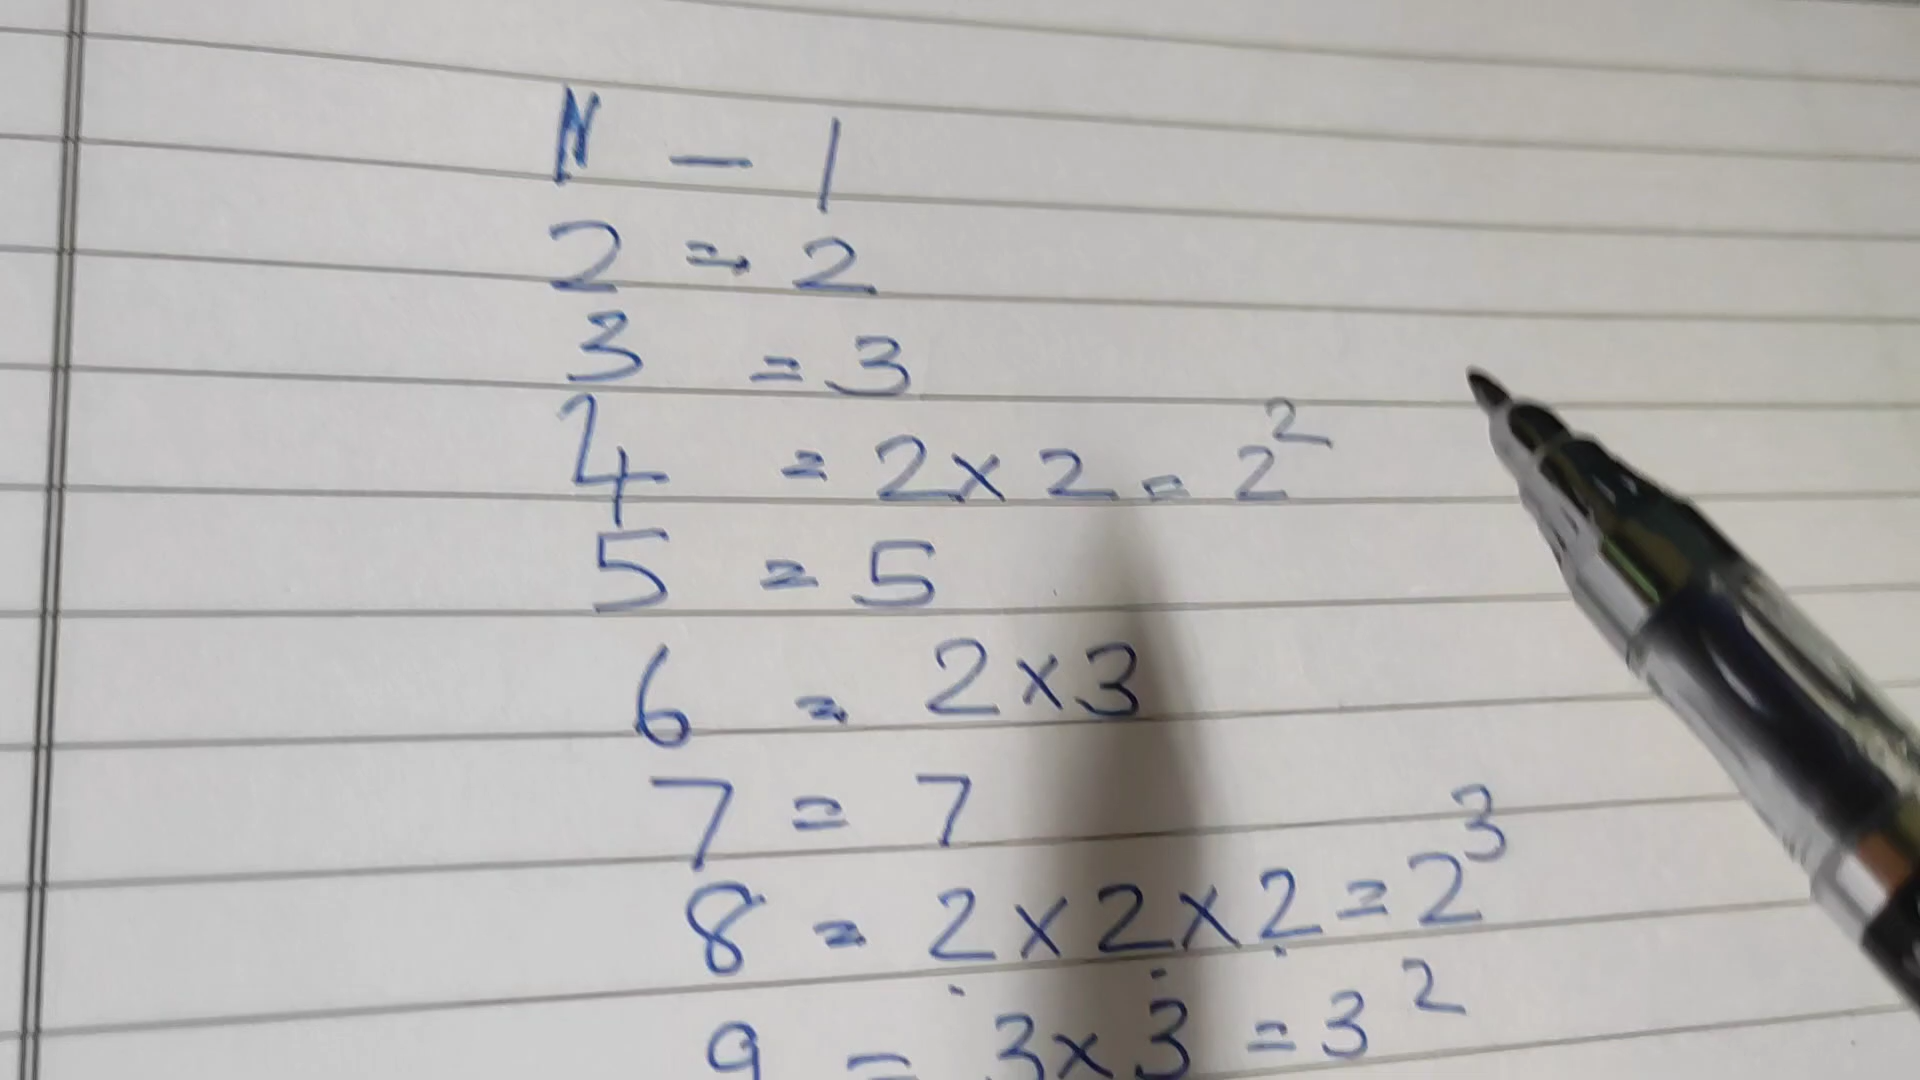 N - 1
2 = 2
3 = 3
4 = 2 × 2 = 2²
5 = 5
6 = 2 × 3
7 = 7
8 = 2 × 2 × 2 = 2³
9 = 3 × 3 = 3²